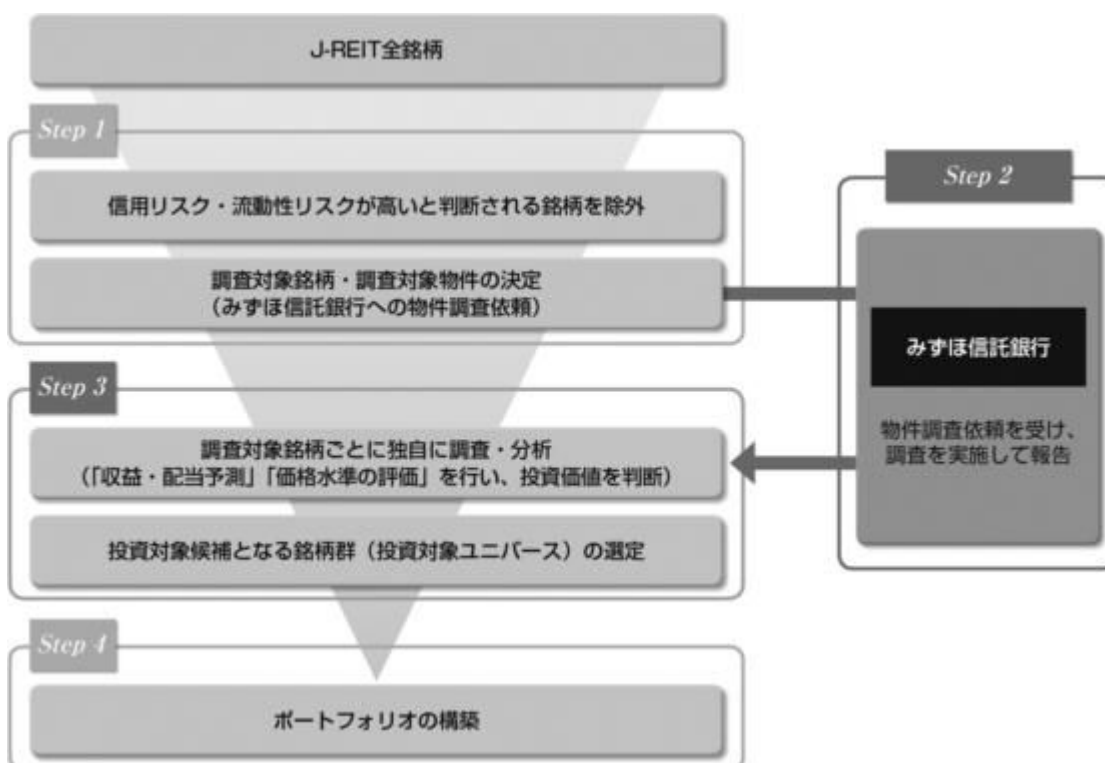 J-REIT全銘柄
Step 1
信用リスク・流動性リスクが高いと判断される銘柄を除外
調査対象銘柄・調査対象物件の決定
（みずほ信託銀行への物件調査依頼）
Step 2
みずほ信託銀行
物件調査依頼を受け、
調査を実施して報告
Step 3
調査対象銘柄ごとに独自に調査・分析
（「収益・配当予測」「価格水準の評価」を行い、投資価値を判断）
投資対象候補となる銘柄群（投資対象ユニバース）の選定
Step 4
ポートフォリオの構築